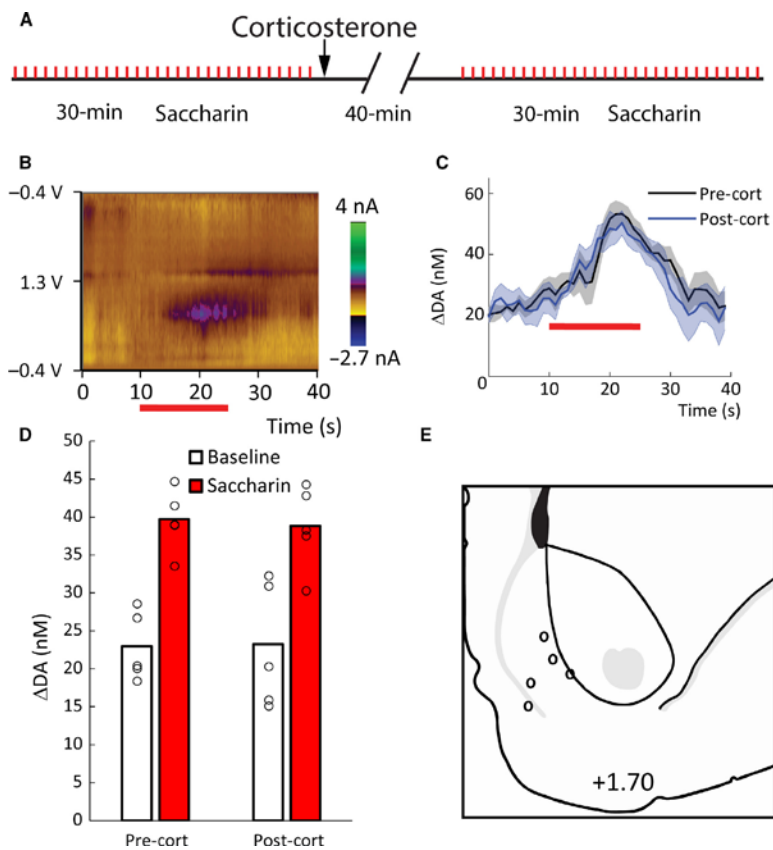 A
Corticosterone
30-min Saccharin 40-min 30-min Saccharin
B
−0.4 V
1.3 V
−0.4 V
4 nA
−2.7 nA
0 10 20 30 40
Time (s)
C
Pre-cort
Post-cort
ΔDA (nM)
60
40
20
0 10 20 30 40
Time (s)
D
Baseline
Saccharin
ΔDA (nM)
50
45
40
35
30
25
20
15
10
5
0
Pre-cort Post-cort
E
+1.70